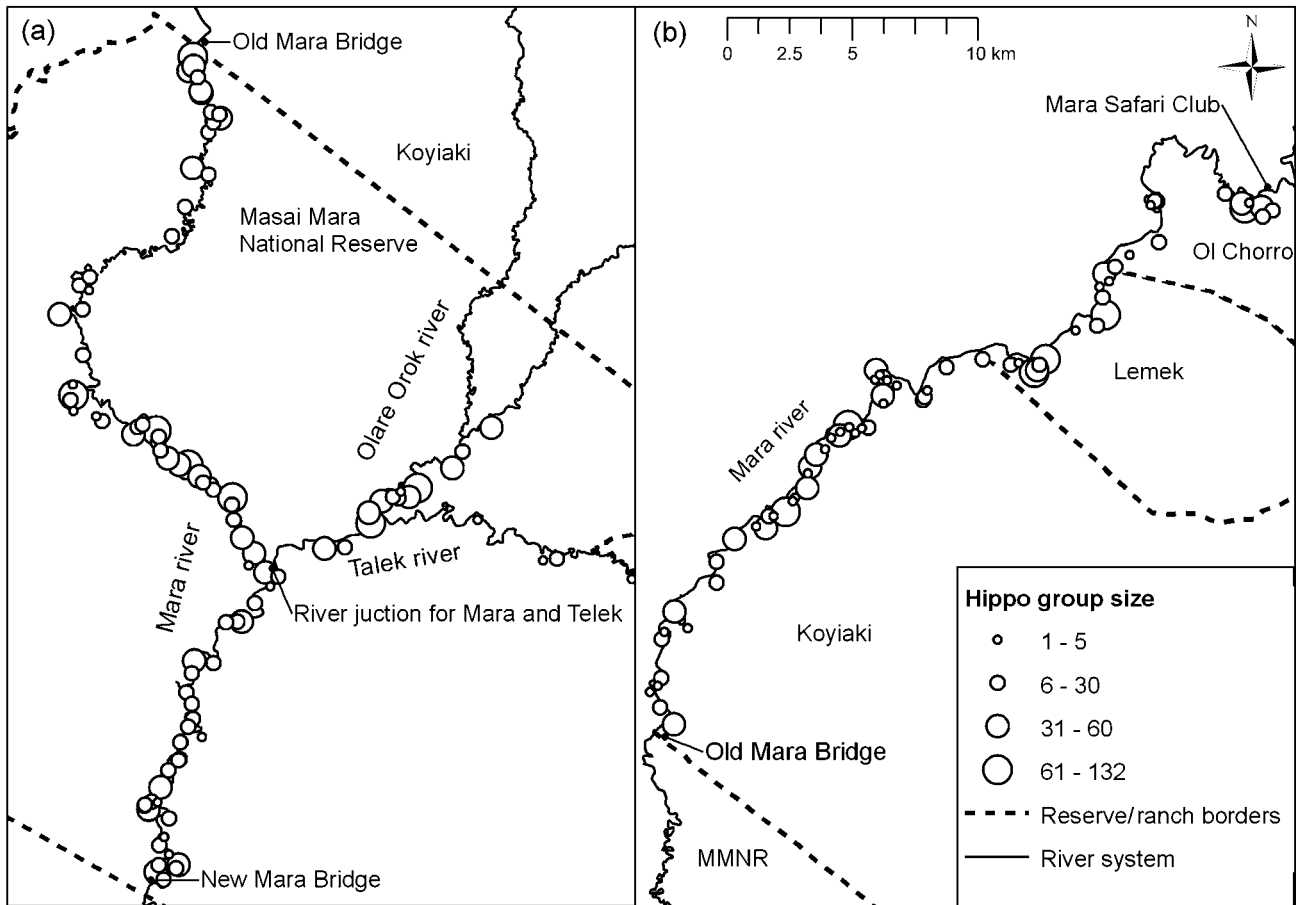 (a)
Old Mara Bridge
Koyiaki
Masai Mara
National Reserve
Olare Orok river
Mara river
Talek river
River juction for Mara and Telek
New Mara Bridge
(b)
0 2.5 5 10 km
N
Mara Safari Club
Ol Chorro
Lemek
Mara river
Koyiaki
Old Mara Bridge
MMNR
Hippo group size
1 - 5
6 - 30
31 - 60
61 - 132
Reserve/ranch borders
River system